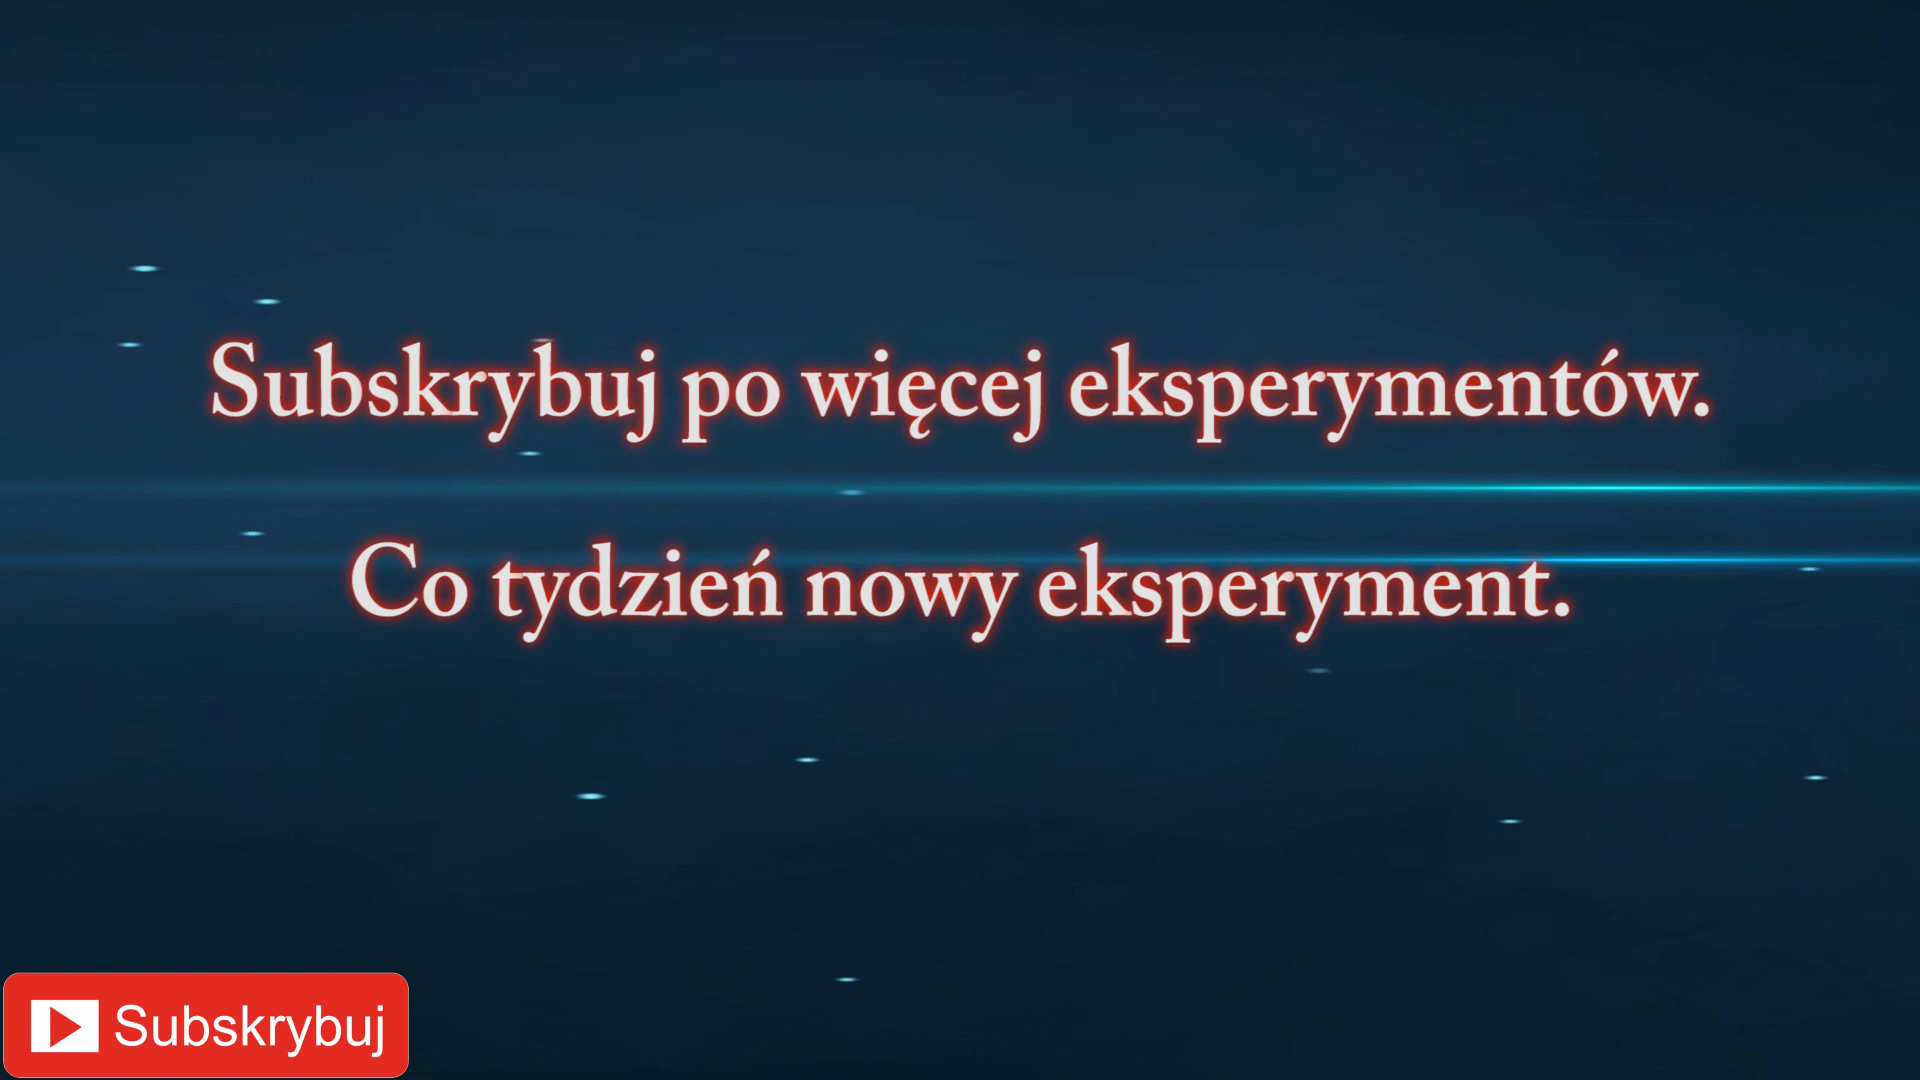 Subskrybuj po więcej eksperymentów.
Co tydzień nowy eksperyment.
Subskrybuj